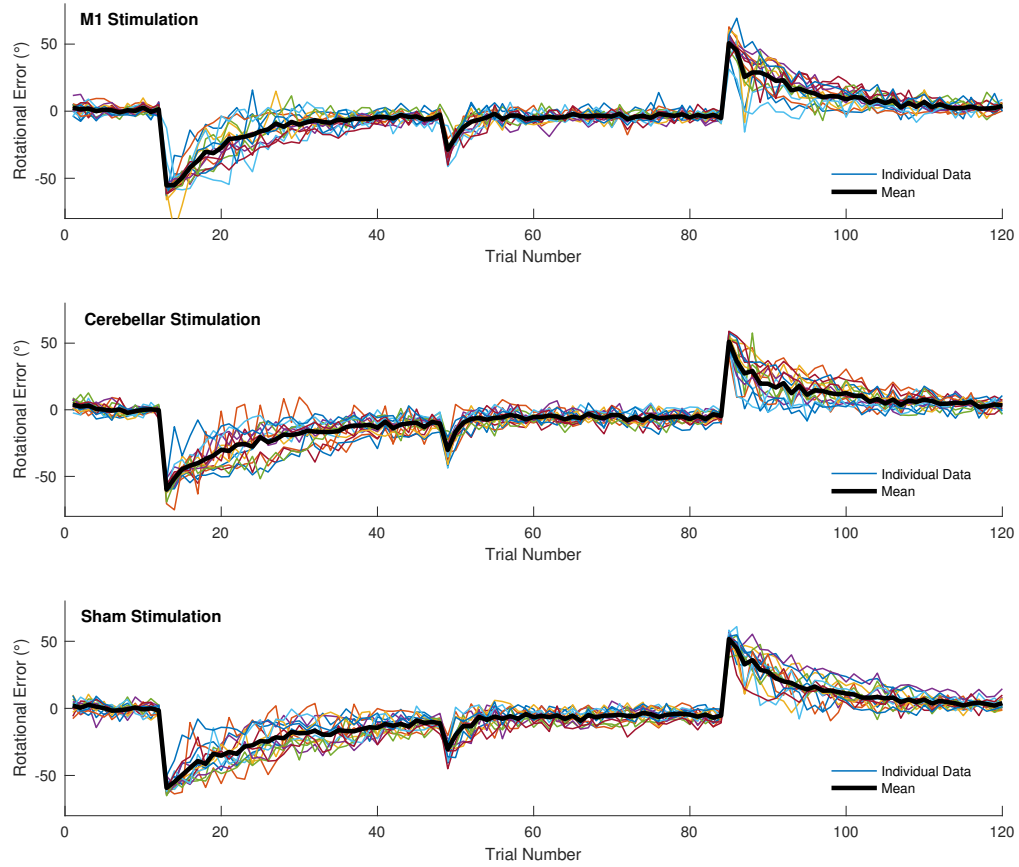 M1 Stimulation
Rotational Error (°)
50
0
-50
Individual Data
Mean
0 20 40 60 80 100 120
Trial Number
Cerebellar Stimulation
Rotational Error (°)
50
0
-50
Individual Data
Mean
0 20 40 60 80 100 120
Trial Number
Sham Stimulation
Rotational Error (°)
50
0
-50
Individual Data
Mean
0 20 40 60 80 100 120
Trial Number